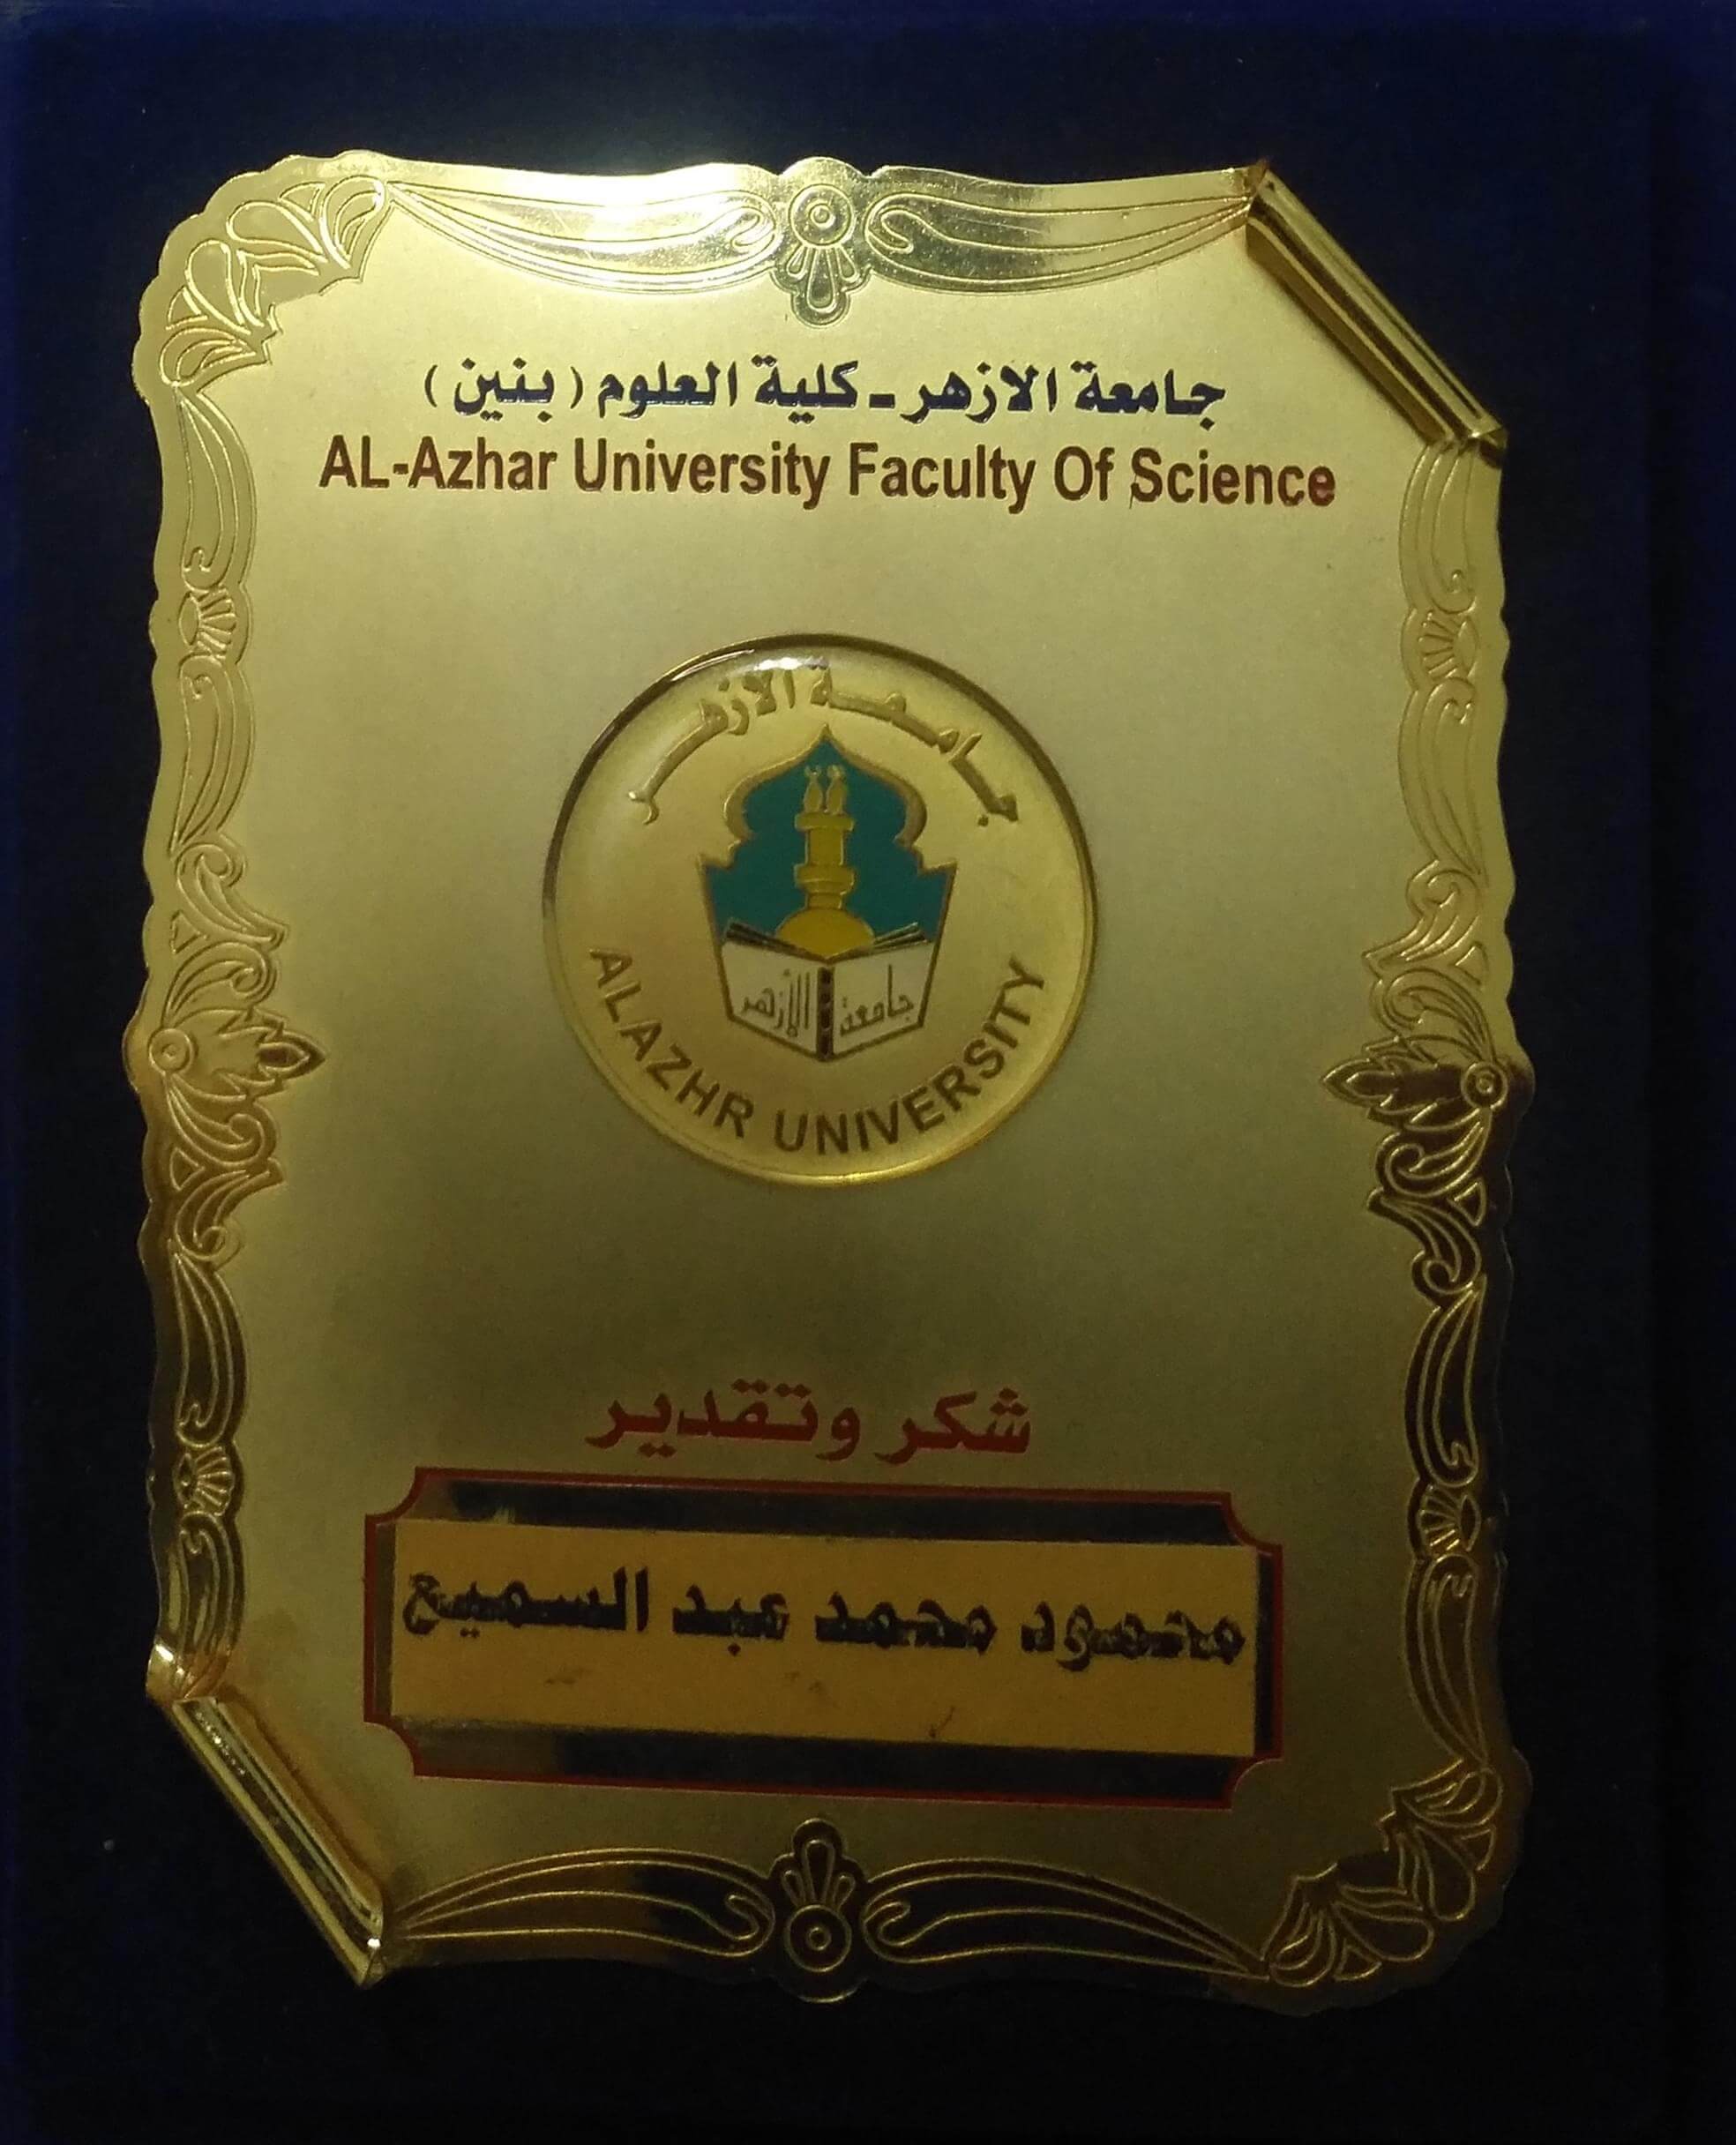 جامعة الازهر - كلية العلوم ( بنين )
AL-Azhar University Faculty Of Science
جامعة الازهر
جامعة الأزهر
ALAZHR UNIVERSITY
شكر وتقدير
محمود محمد عبد السميع